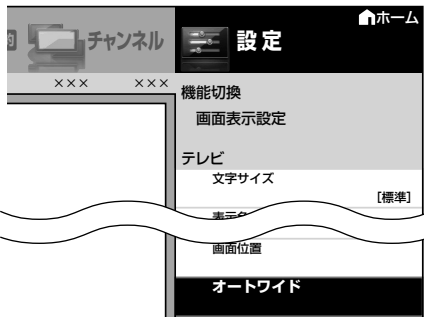 ホーム
的
チャンネル
設定
××× ×××
機能切換
画面表示設定
テレビ
文字サイズ
[標準]
画面位置
オートワイド